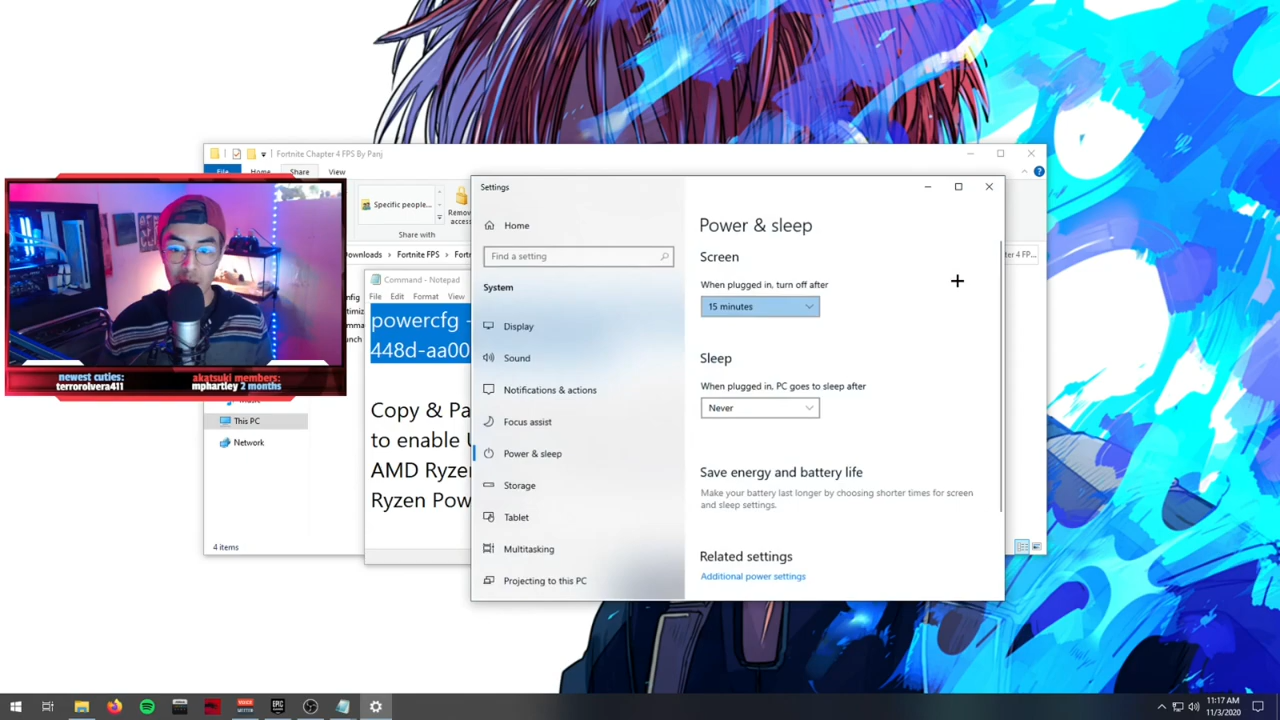 Fortnite Chapter 4 FPS By Panj
File
Home
Share
View
Specific people...
Remove
access
Share with
Downloads
Fortnite FPS
ter 4 FP...
This PC
Network
4 items
newest cuties:
terrorolvera411
akatsuki members:
mphartley 2 months
Command - Notepad
File Edit Format View
powercfg -
448d-aa00
Copy & Pa
to enable U
AMD Ryzen
Ryzen Pow
Settings
Home
Find a setting
System
Display
Sound
Notifications & actions
Focus assist
Power & sleep
Storage
Tablet
Multitasking
Projecting to this PC
Power & sleep
Screen
When plugged in, turn off after
15 minutes
Sleep
When plugged in, PC goes to sleep after
Never
Save energy and battery life
Make your battery last longer by choosing shorter times for screen
and sleep settings.
Related settings
Additional power settings
EPIC
11:17 AM
11/3/2020